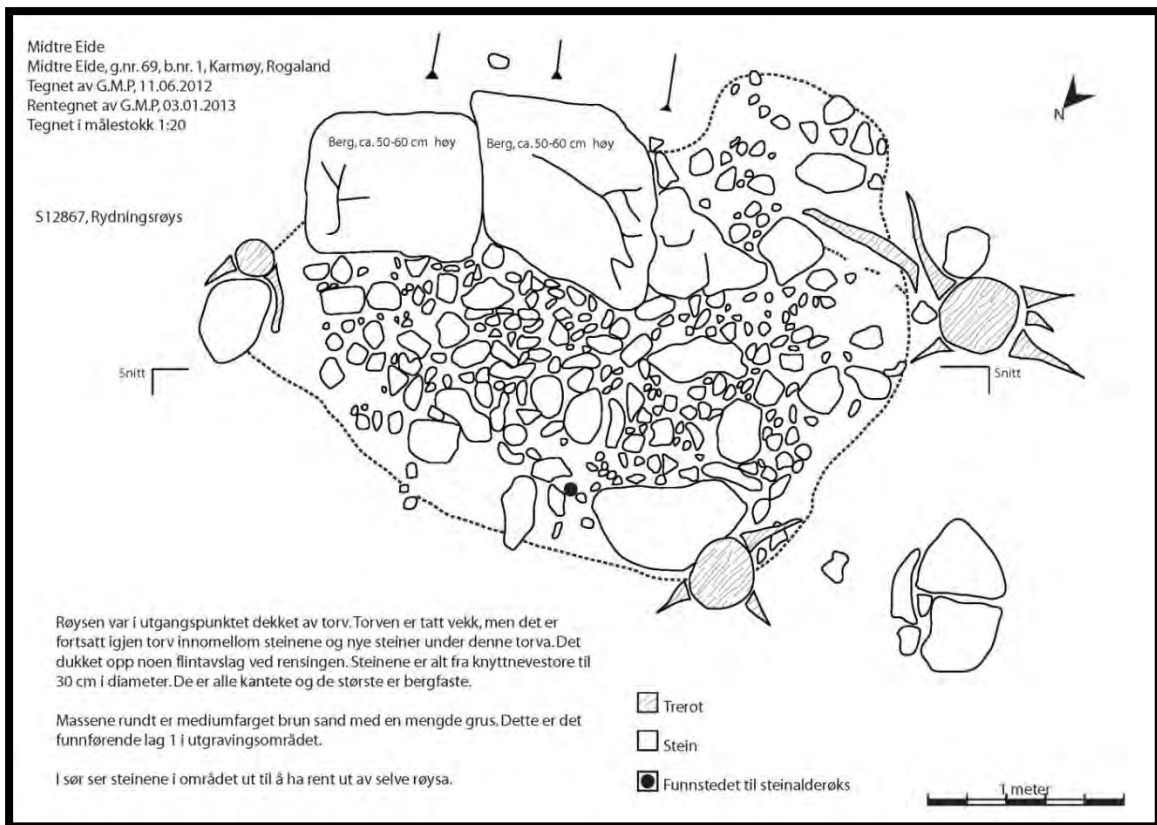 Midtre Eide
Midtre Eide, g.nr. 69, b.nr. 1, Karmøy, Rogaland
Tegnet av G.M.P, 11.06.2012
Rentegnet av G.M.P, 03.01.2013
Tegnet i målestokk 1:20
N
Berg, ca. 50-60 cm høy
Berg, ca. 50-60 cm høy
S12867, Rydningsrøys
Snitt
Snitt
Røysen var i utgangspunktet dekket av torv. Torven er tatt vekk, men det er
fortsatt igjen torv innomellom steinene og nye steiner under denne torva. Det
dukket opp noen flintavslag ved rensingen. Steinene er alt fra knyttnevestore til
30 cm i diameter. De er alle kantete og de største er bergfaste.
Massene rundt er mediumfarget brun sand med en mengde grus. Dette er det
funnførende lag 1 i utgravingsområdet.
I sør ser steinene i området ut til å ha rent ut av selve røysa.
Trerot
Stein
Funnstedet til steinalderøks
1 meter